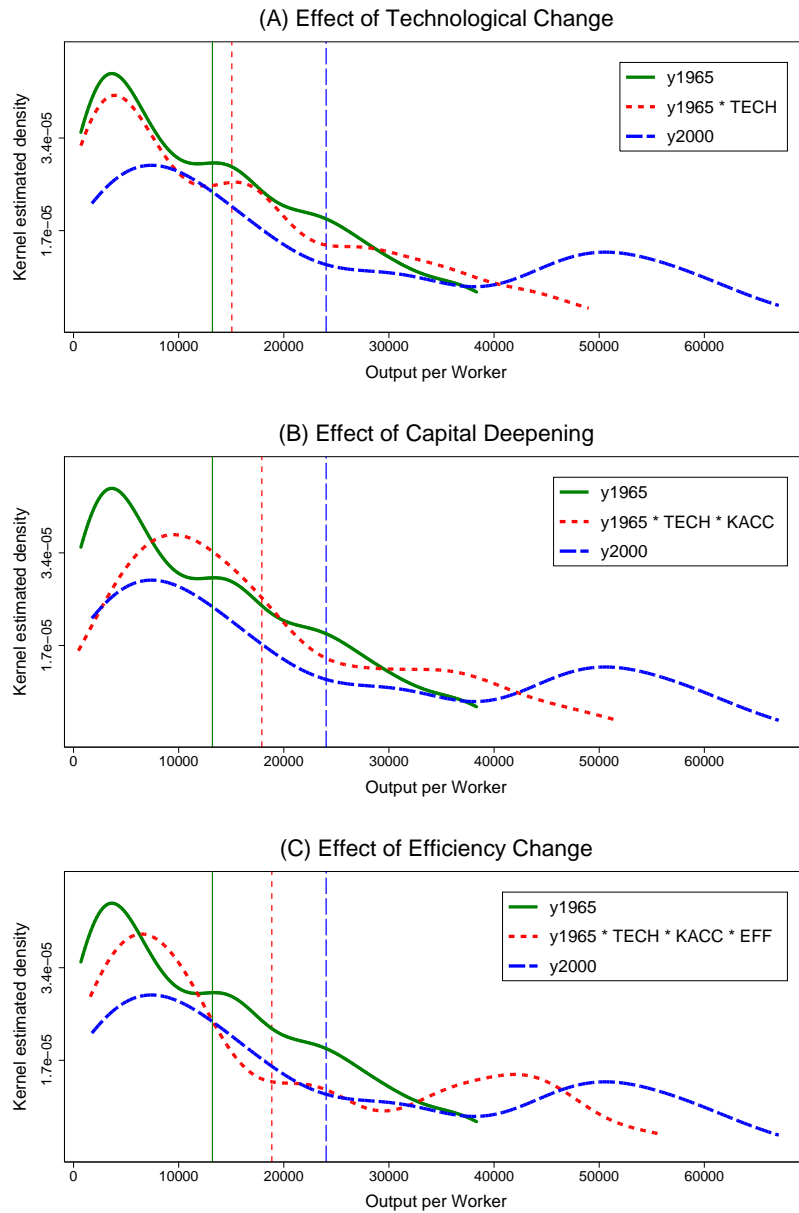 (A) Effect of Technological Change
Kernel estimated density
3.4e−05
1.7e−05
y1965
y1965 * TECH
y2000
0 10000 20000 30000 40000 50000 60000
Output per Worker
(B) Effect of Capital Deepening
Kernel estimated density
3.4e−05
1.7e−05
y1965
y1965 * TECH * KACC
y2000
0 10000 20000 30000 40000 50000 60000
Output per Worker
(C) Effect of Efficiency Change
Kernel estimated density
3.4e−05
1.7e−05
y1965
y1965 * TECH * KACC * EFF
y2000
0 10000 20000 30000 40000 50000 60000
Output per Worker